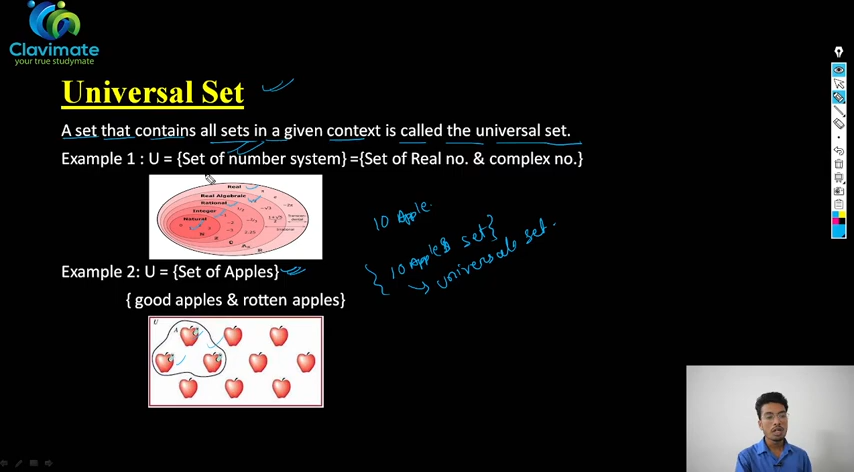 Clavimate
your true studymate
Universal Set
A set that contains all sets in a given context is called the universal set.
Example 1 : U = {Set of number system} ={Set of Real no. & complex no.}
Real
Real Algebraic
Rational
Integer
Natural
10 Apple.
{10 Apples set}
→ universale set.
Example 2: U = {Set of Apples}
{ good apples & rotten apples}
U
A